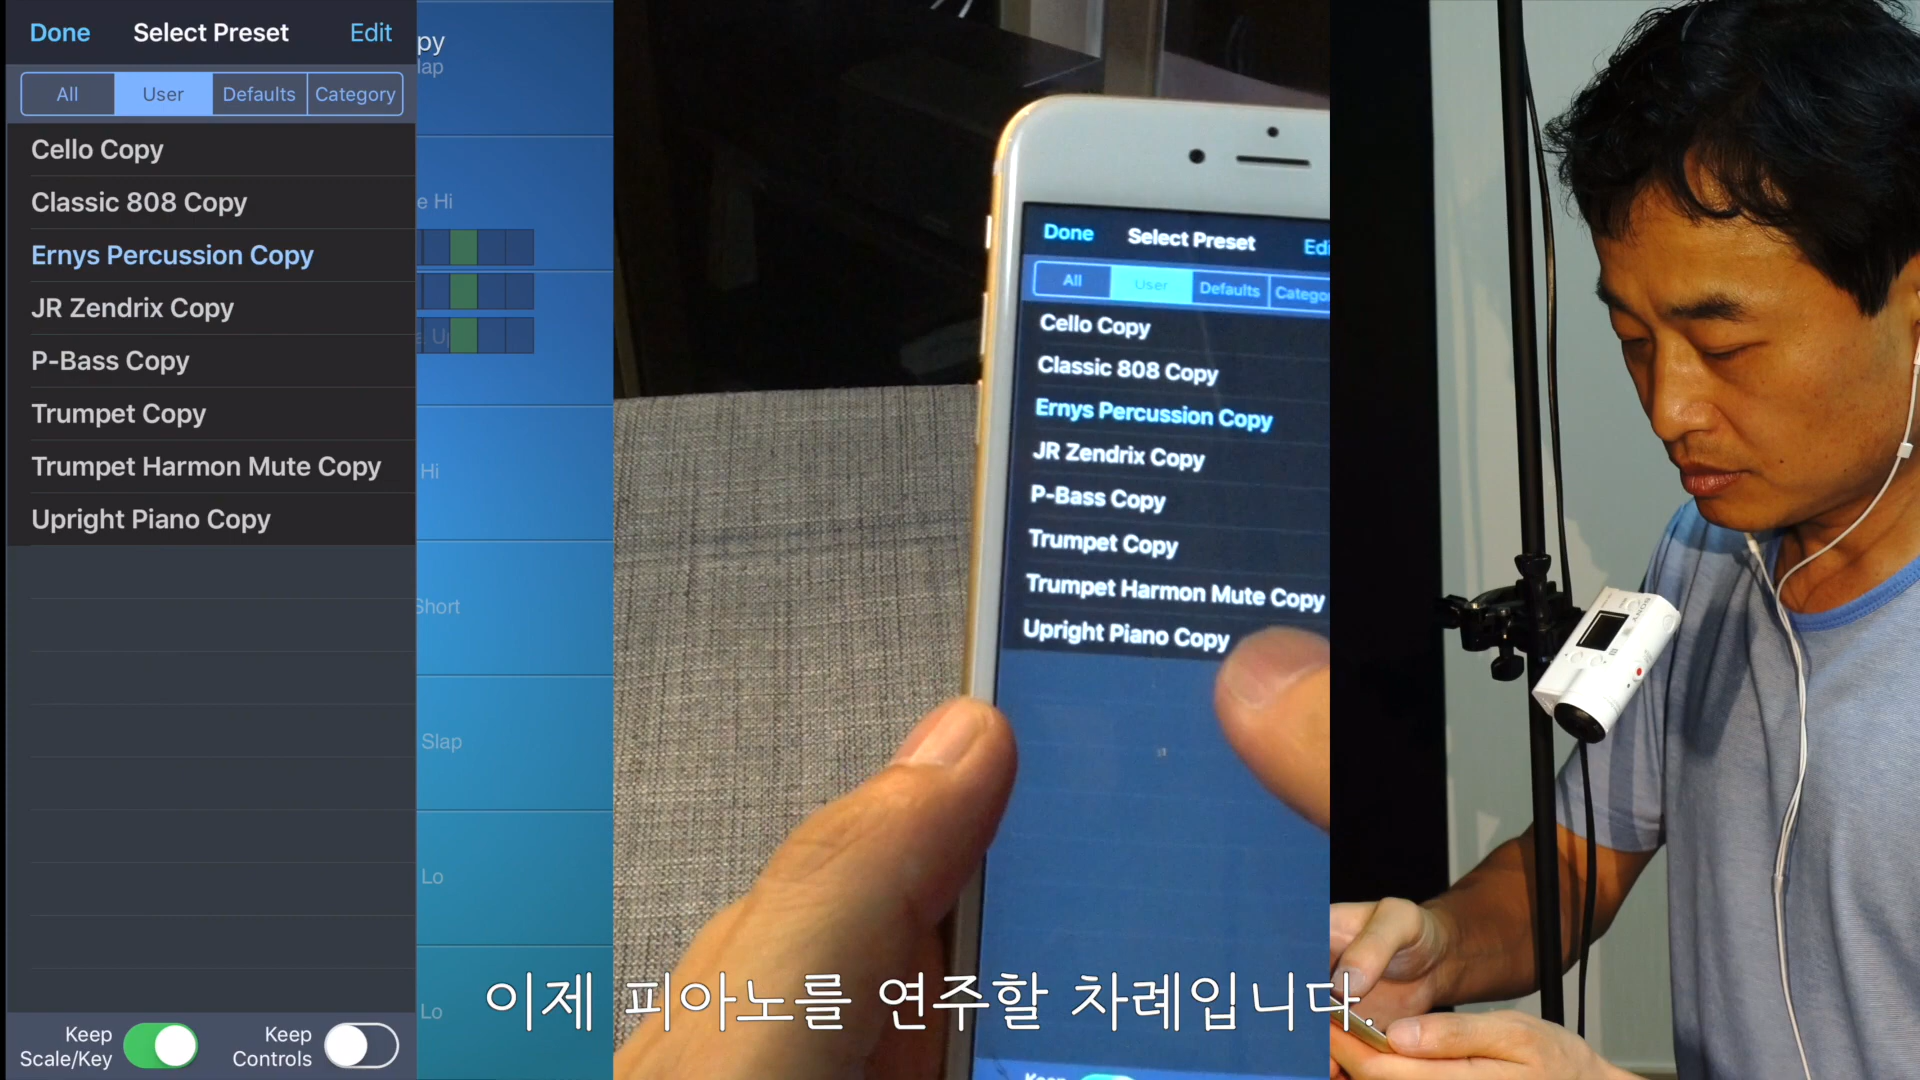 Done Select Preset Edit
All User Defaults Category
Cello Copy
Classic 808 Copy
Ernys Percussion Copy
JR Zendrix Copy
P-Bass Copy
Trumpet Copy
Trumpet Harmon Mute Copy
Upright Piano Copy
Keep Scale/Key
Keep Controls
py
lap
e Hi
Hi
Short
Slap
Lo
Lo
Done Select Preset Edi
All User Defaults Catego
Cello Copy
Classic 808 Copy
Ernys Percussion Copy
JR Zendrix Copy
P-Bass Copy
Trumpet Copy
Trumpet Harmon Mute Copy
Upright Piano Copy
Keep
SONY
이제 피아노를 연주할 차례입니다.